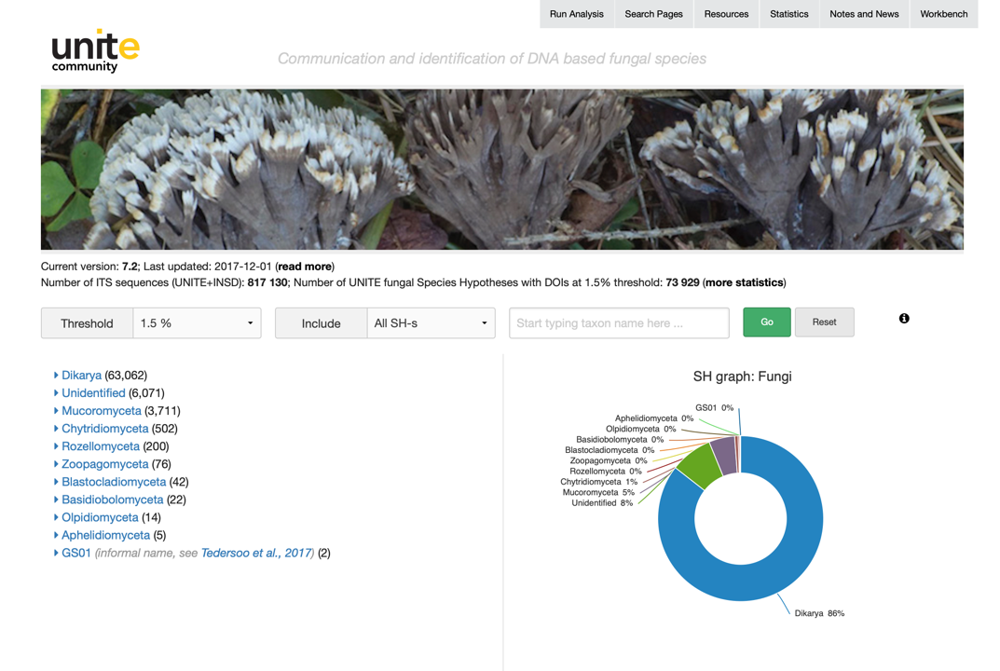 Run Analysis Search Pages Resources Statistics Notes and News Workbench
unite
community
Communication and identification of DNA based fungal species
Current version: 7.2; Last updated: 2017-12-01 (read more)
Number of ITS sequences (UNITE+INSD): 817 130; Number of UNITE fungal Species Hypotheses with DOIs at 1.5% threshold: 73 929 (more statistics)
Threshold 1.5 % Include All SH-s Start typing taxon name here ... Go Reset
Dikarya (63,062)
Unidentified (6,071)
Mucoromyceta (3,711)
Chytridiomyceta (502)
Rozellomyceta (200)
Zoopagomyceta (76)
Blastocladiomyceta (42)
Basidiobolomyceta (22)
Olpidiomyceta (14)
Aphelidiomyceta (5)
GS01 (informal name, see Tedersoo et al., 2017) (2)
SH graph: Fungi
GS01 0%
Aphelidiomyceta 0%
Olpidiomyceta 0%
Basidiobolomyceta 0%
Blastocladiomyceta 0%
Zoopagomyceta 0%
Rozellomyceta 0%
Chytridiomyceta 1%
Mucoromyceta 5%
Unidentified 8%
Dikarya 86%